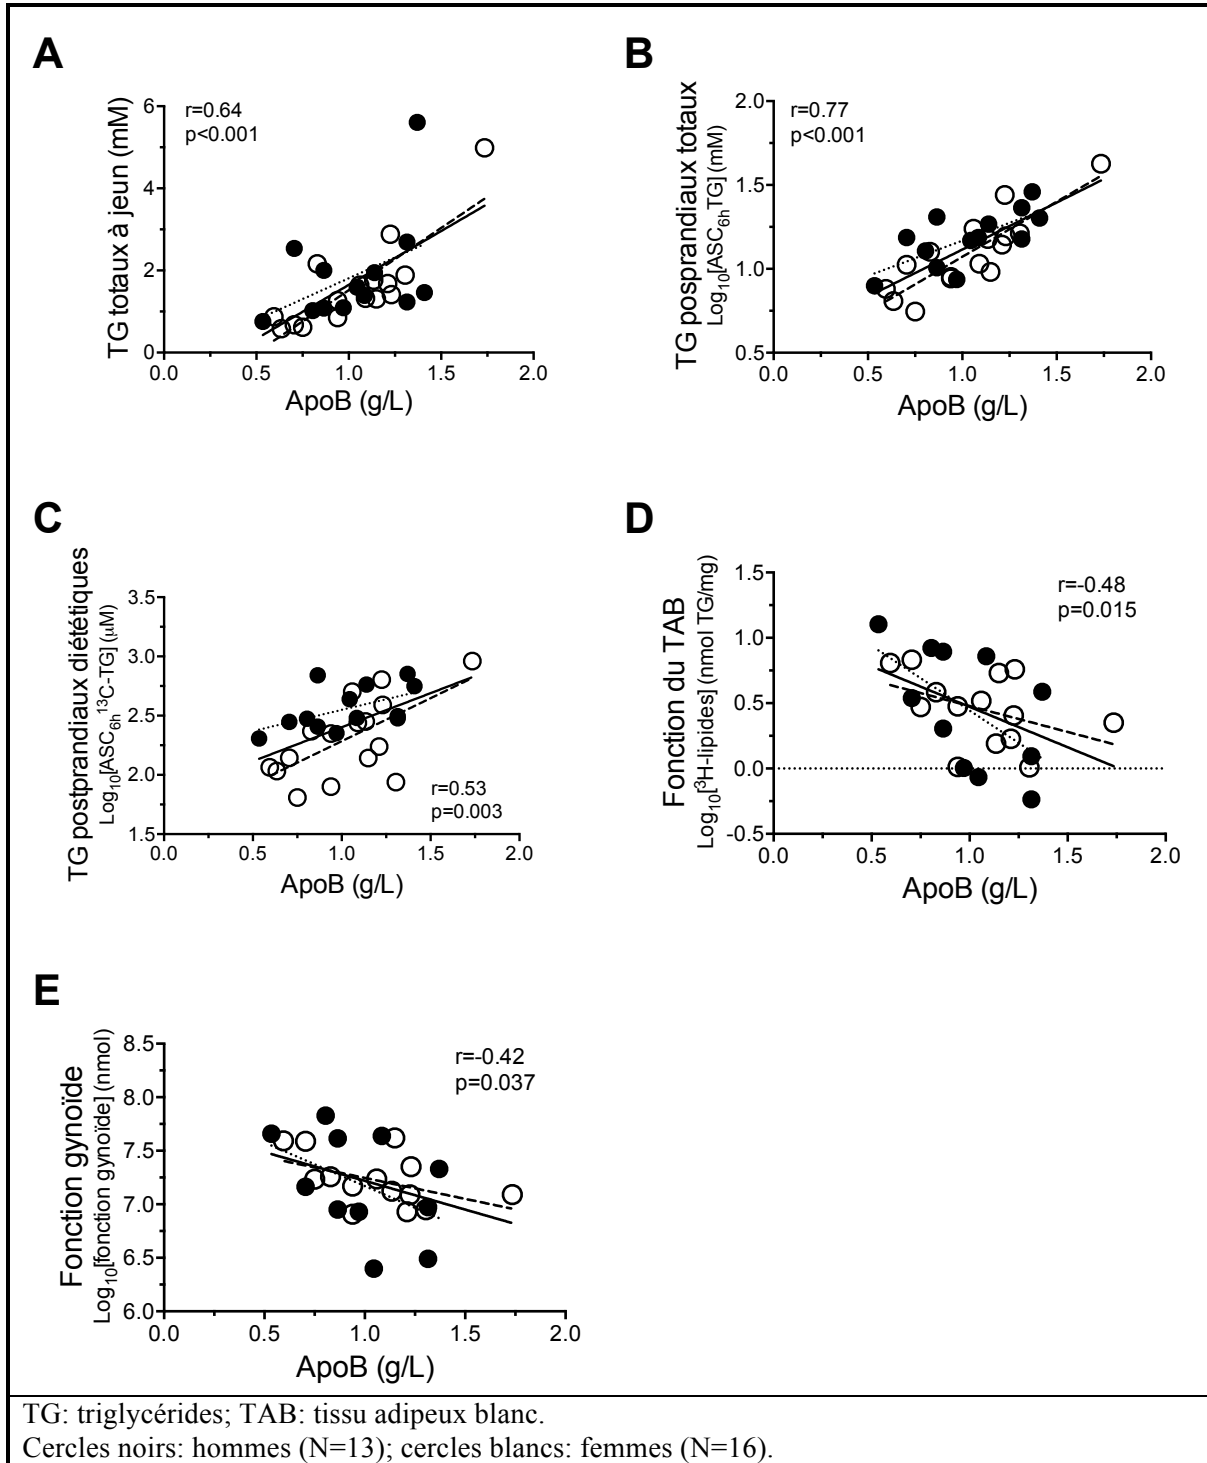 A
TG totaux à jeun (mM)
r=0.64
p<0.001
6
4
2
0
0.0 0.5 1.0 1.5 2.0
ApoB (g/L)
B
TG posprandiaux totaux
Log10[ASC6hTG] (mM)
r=0.77
p<0.001
2.0
1.5
1.0
0.5
0.0 0.5 1.0 1.5 2.0
ApoB (g/L)
C
TG postprandiaux diététiques
Log10[ASC6h13C-TG] (µM)
3.5
3.0
2.5
2.0
1.5
r=0.53
p=0.003
0.0 0.5 1.0 1.5 2.0
ApoB (g/L)
D
Fonction du TAB
Log10[3H-lipides] (nmol TG/mg)
1.5
1.0
0.5
0.0
-0.5
r=-0.48
p=0.015
0.0 0.5 1.0 1.5 2.0
ApoB (g/L)
E
Fonction gynoïde
Log10[fonction gynoïde] (nmol)
8.5
8.0
7.5
7.0
6.5
6.0
r=-0.42
p=0.037
0.0 0.5 1.0 1.5 2.0
ApoB (g/L)
TG: triglycérides; TAB: tissu adipeux blanc.
Cercles noirs: hommes (N=13); cercles blancs: femmes (N=16).